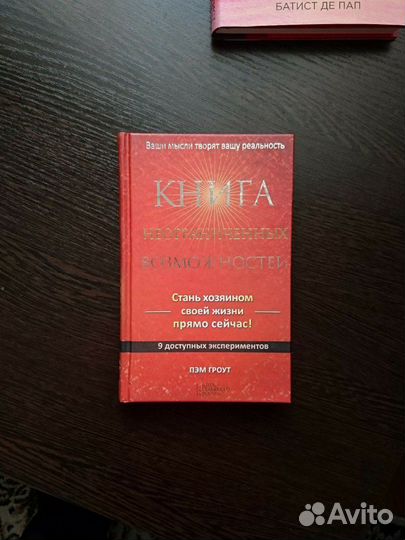 БАТИСТ ДЕ ПАП
Ваши мысли творят вашу реальность
КНИГА
НЕОГРАНИЧЕННЫХ
ВОЗМОЖНОСТЕЙ
Стань хозяином
своей жизни
прямо сейчас!
9 доступных экспериментов
ПЭМ ГРОУТ
Avito